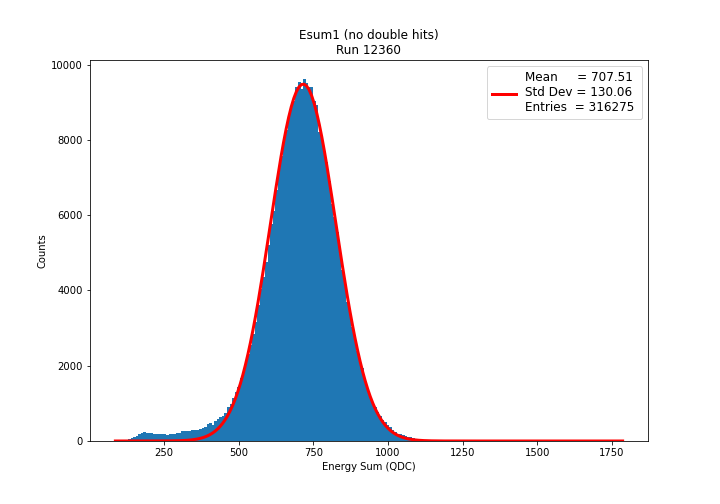 Esum1 (no double hits)
Run 12360
10000
8000
6000
4000
2000
0
Counts
Mean     = 707.51
Std Dev = 130.06
Entries  = 316275
250 500 750 1000 1250 1500 1750
Energy Sum (QDC)